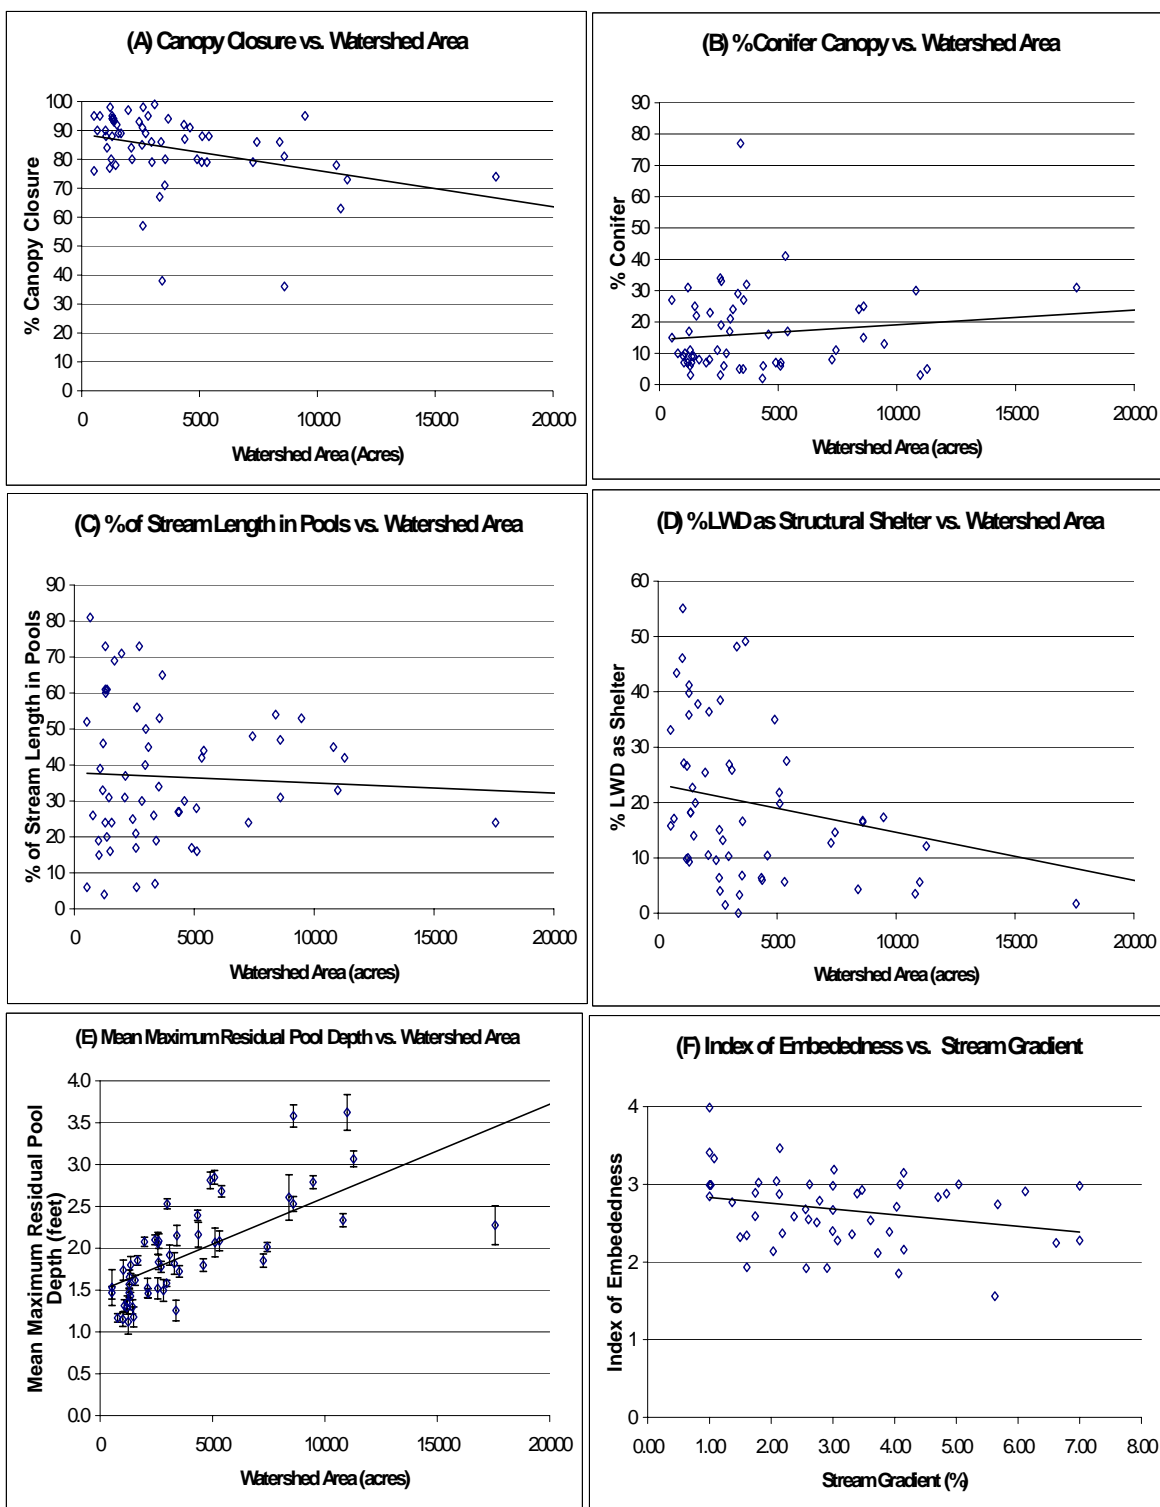 (A) Canopy Closure vs. Watershed Area
% Canopy Closure
100
90
80
70
60
50
40
30
20
10
0
0 5000 10000 15000 20000
Watershed Area (Acres)
(B) % Conifer Canopy vs. Watershed Area
% Conifer
90
80
70
60
50
40
30
20
10
0
0 5000 10000 15000 20000
Watershed Area (acres)
(C) % of Stream Length in Pools vs. Watershed Area
% of Stream Length in Pools
90
80
70
60
50
40
30
20
10
0
0 5000 10000 15000 20000
Watershed Area (acres)
(D) % LWD as Structural Shelter vs. Watershed Area
% LWD as Shelter
60
50
40
30
20
10
0
0 5000 10000 15000 20000
Watershed Area (acres)
(E) Mean Maximum Residual Pool Depth vs. Watershed Area
Mean Maximum Residual Pool
Depth (feet)
4.0
3.5
3.0
2.5
2.0
1.5
1.0
0.5
0.0
0 5000 10000 15000 20000
Watershed Area (acres)
(F) Index of Embededness vs. Stream Gradient
Index of Embeddedness
4
3
2
1
0
0.00 1.00 2.00 3.00 4.00 5.00 6.00 7.00 8.00
Stream Gradient (%)